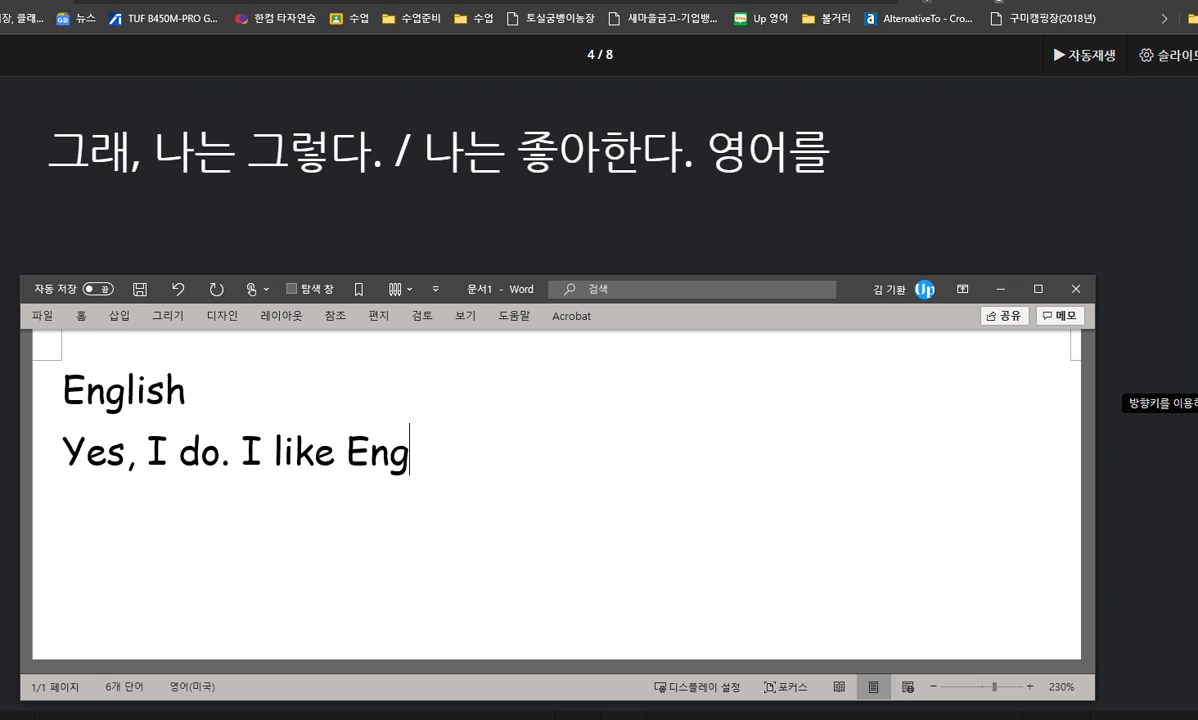 장, 클래... 뉴스 TUF B450M-PRO G... 한컴 타자연습 수업 수업준비 수업 토실굼벵이농장 새마을금고-기업뱅... Up 영어 볼거리 AlternativeTo - Cro... 구미캠핑장(2018년)
4 / 8 자동재생 슬라이드
그래, 나는 그렇다. / 나는 좋아한다. 영어를
자동 저장 끔 탐색 창 문서1 - Word 검색 김 기환 Up
파일 홈 삽입 그리기 디자인 레이아웃 참조 편지 검토 보기 도움말 Acrobat 공유 메모
English
방향키를 이용하
Yes, I do. I like Eng
1/1 페이지 6개 단어 영어(미국) 디스플레이 설정 포커스 230%